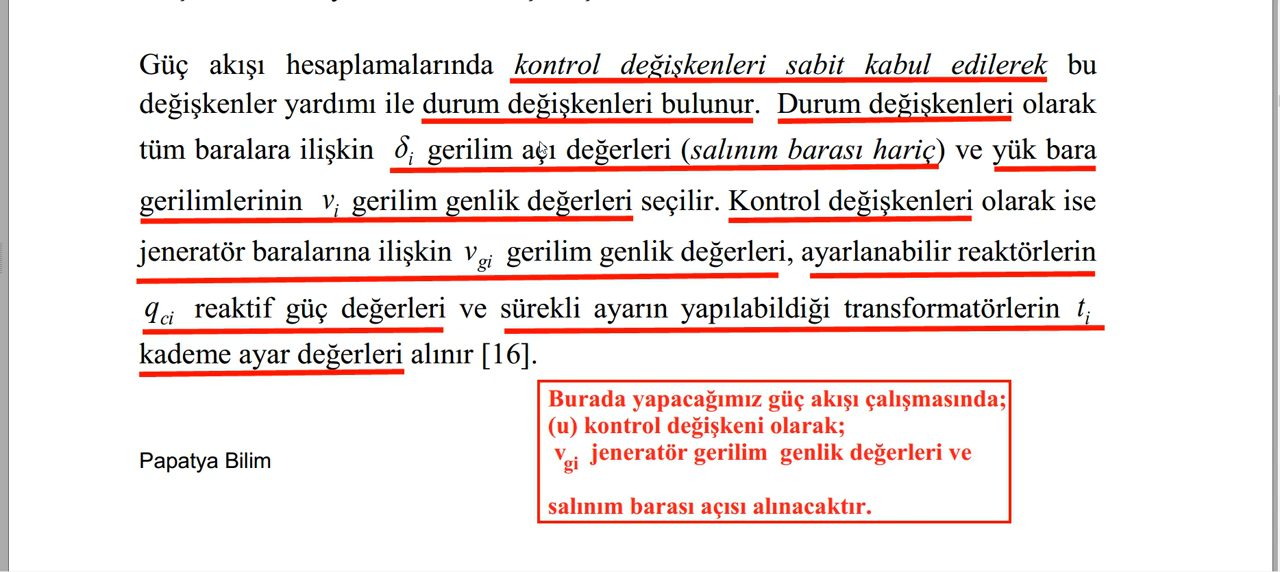 Güç akışı hesaplamalarında kontrol değişkenleri sabit kabul edilerek bu
değişkenler yardımı ile durum değişkenleri bulunur. Durum değişkenleri olarak
tüm baralara ilişkin δi gerilim açı değerleri (salınım barası hariç) ve yük bara
gerilimlerinin vi gerilim genlik değerleri seçilir. Kontrol değişkenleri olarak ise
jeneratör baralarına ilişkin vgi gerilim genlik değerleri, ayarlanabilir reaktörlerin
qci reaktif güç değerleri ve sürekli ayarın yapılabildiği transformatörlerin ti
kademe ayar değerleri alınır [16].
Burada yapacağımız güç akışı çalışmasında;
(u) kontrol değişkeni olarak;
vgi jeneratör gerilim genlik değerleri ve
salınım barası açısı alınacaktır.
Papatya Bilim